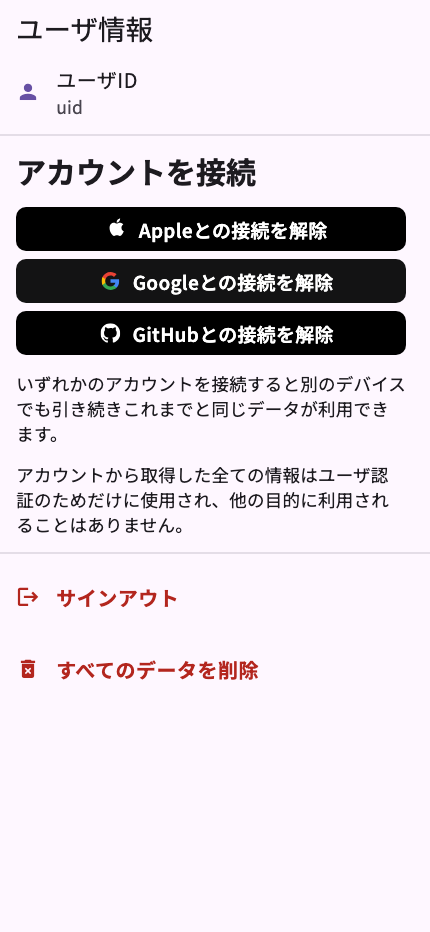 ユーザ情報
ユーザID
uid
アカウントを接続
Appleとの接続を解除
Googleとの接続を解除
GitHubとの接続を解除
いずれかのアカウントを接続すると別のデバイス
でも引き続きこれまでと同じデータが利用でき
ます。
アカウントから取得した全ての情報はユーザ認
証のためだけに使用され、他の目的に利用され
ることはありません。
サインアウト
すべてのデータを削除